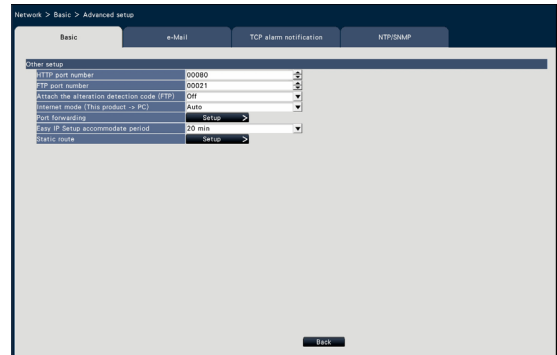 Network > Basic > Advanced setup
Basic e-Mail TCP alarm notification NTP/SNMP
Other setup
HTTP port number 00080
FTP port number 00021
Attach the alteration detection code (FTP) Off
Internet mode (This product -> PC) Auto
Port forwarding Setup >
Easy IP Setup accommodate period 20 min
Static route Setup >
Back